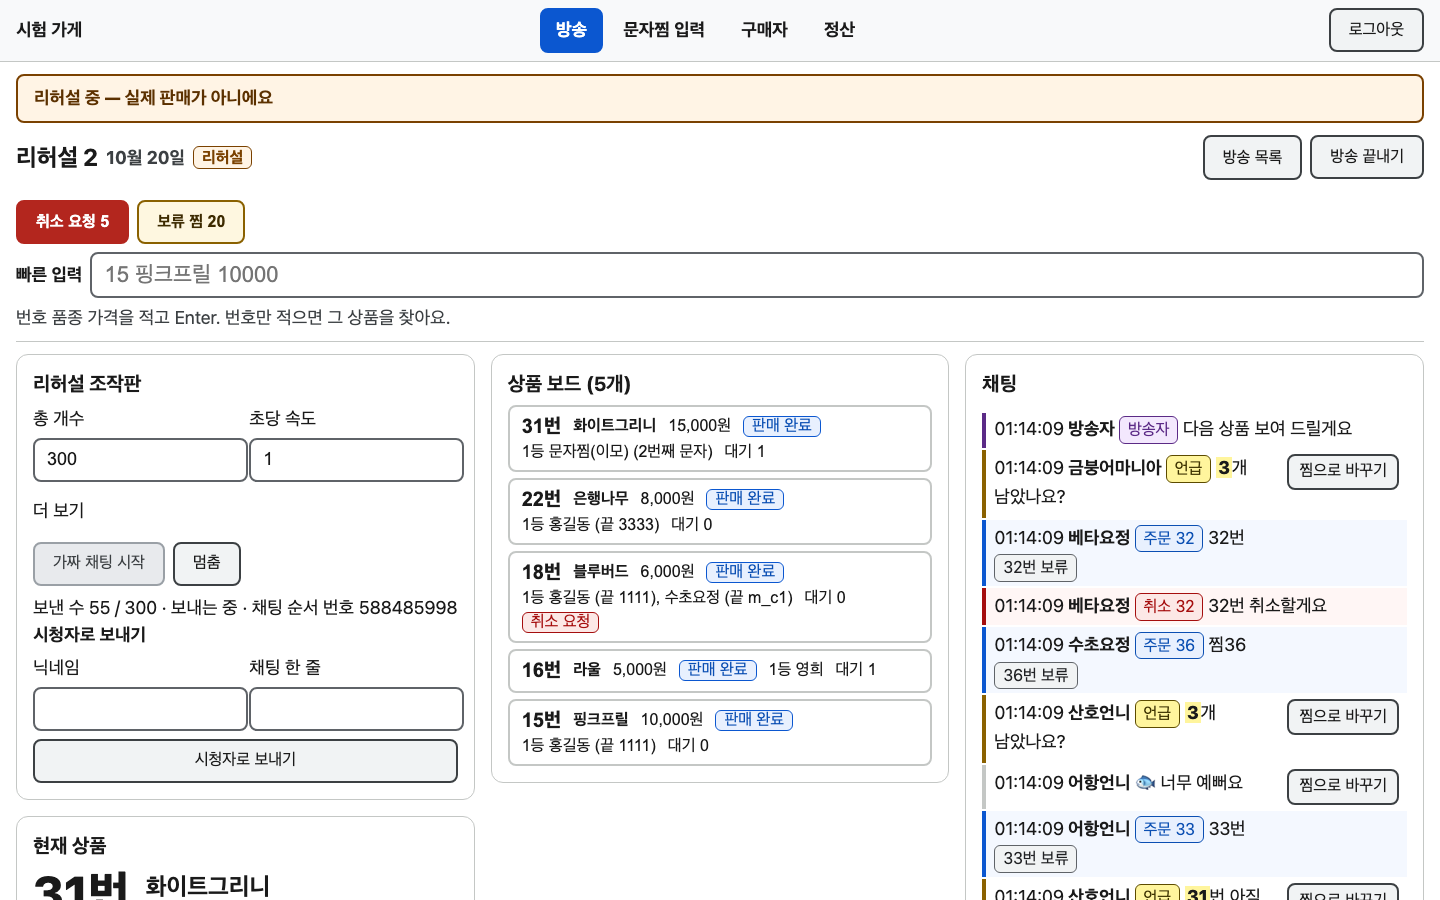 시험 가게
방송
문자찜 입력
구매자
정산
로그아웃
리허설 중 — 실제 판매가 아니에요
리허설 2 10월 20일 리허설
방송 목록
방송 끝내기
취소 요청 5
보류 찜 20
빠른 입력
15 핑크프릴 10000
번호 품종 가격을 적고 Enter. 번호만 적으면 그 상품을 찾아요.
리허설 조작판
총 개수
초당 속도
300
1
더 보기
가짜 채팅 시작
멈춤
보낸 수 55 / 300 · 보내는 중 · 채팅 순서 번호 588485998
시청자로 보내기
닉네임
채팅 한 줄
시청자로 보내기
현재 상품
31번 화이트그리니
상품 보드 (5개)
31번 화이트그리니 15,000원 판매 완료
1등 문자찜(이모) (2번째 문자) 대기 1
22번 은행나무 8,000원 판매 완료
1등 홍길동 (끝 3333) 대기 0
18번 블루버드 6,000원 판매 완료
1등 홍길동 (끝 1111), 수초요정 (끝 m_c1) 대기 0
취소 요청
16번 라울 5,000원 판매 완료 1등 영희 대기 1
15번 핑크프릴 10,000원 판매 완료
1등 홍길동 (끝 1111) 대기 0
채팅
01:14:09 방송자 방송자 다음 상품 보여 드릴게요
01:14:09 금붕어마니아 언급 3개
남았나요?
찜으로 바꾸기
01:14:09 베타요정 주문 32 32번
32번 보류
01:14:09 베타요정 취소 32 32번 취소할게요
01:14:09 수초요정 주문 36 찜36
36번 보류
01:14:09 산호언니 언급 3개
남았나요?
찜으로 바꾸기
01:14:09 어항언니 🐟 너무 예뻐요
찜으로 바꾸기
01:14:09 어항언니 주문 33 33번
33번 보류
01:14:09 산호언니 언급 31번 아직
찜으로 바꾸기